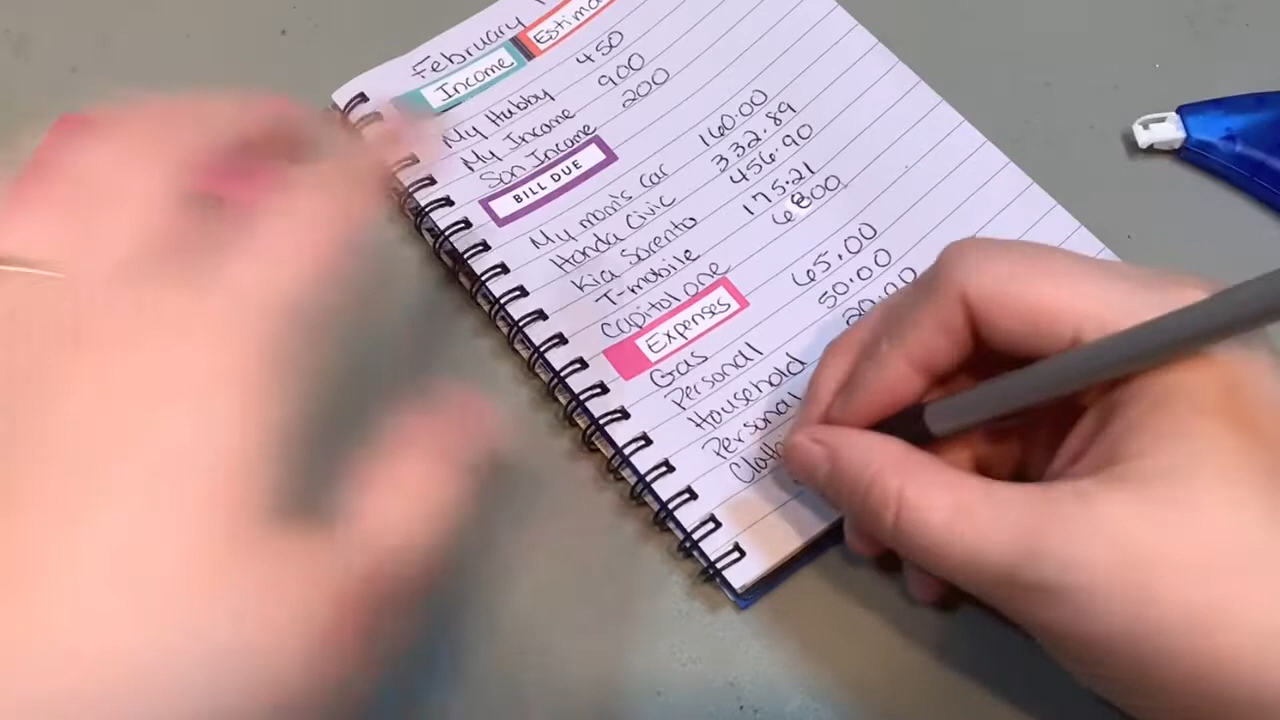 February
Income Estima
My Hubby 450
My Income 900
Son Income 200
BILL DUE
My mom's car 160.00
Honda Civic 332.89
Kia Sorento 456.90
T-mobile 175.21
Capital one
Expenses
Gas 65.00
Personal 50.00
Household
Personal